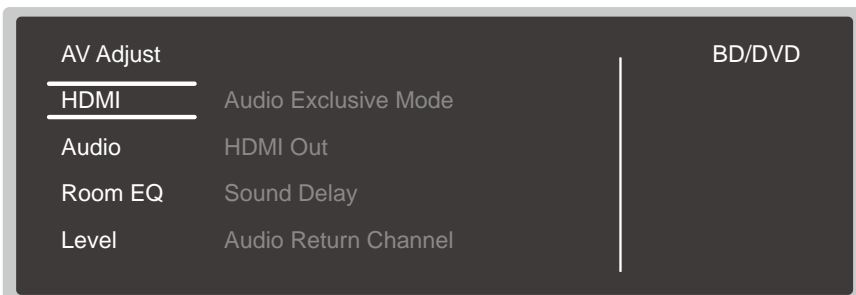 AV Adjust BD/DVD
HDMI Audio Exclusive Mode
Audio HDMI Out
Room EQ Sound Delay
Level Audio Return Channel